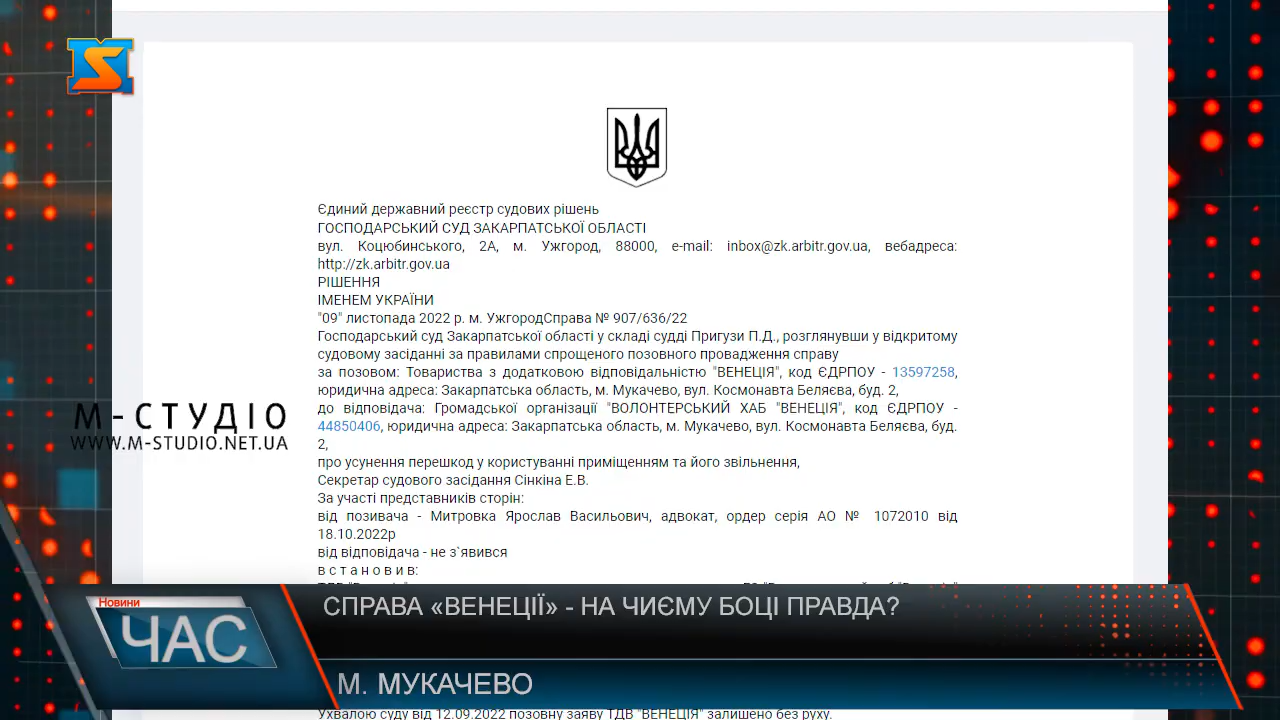 Єдиний державний реєстр судових рішень
ГОСПОДАРСЬКИЙ СУД ЗАКАРПАТСЬКОЇ ОБЛАСТІ
вул. Коцюбинського, 2А, м. Ужгород, 88000, e-mail: inbox@zk.arbitr.gov.ua, вебадреса:
http://zk.arbitr.gov.ua
РІШЕННЯ
ІМЕНЕМ УКРАЇНИ
"09" листопада 2022 р. м. УжгородСправа № 907/636/22
Господарський суд Закарпатської області у складі судді Пригузи П.Д., розглянувши у відкритому
судовому засіданні за правилами спрощеного позовного провадження справу
за позовом: Товариства з додатковою відповідальністю "ВЕНЕЦІЯ", код ЄДРПОУ - 13597258,
юридична адреса: Закарпатська область, м. Мукачево, вул. Космонавта Беляєва, буд. 2,
до відповідача: Громадської організації "ВОЛОНТЕРСЬКИЙ ХАБ "ВЕНЕЦІЯ", код ЄДРПОУ -
44850406, юридична адреса: Закарпатська область, м. Мукачево, вул. Космонавта Беляєва, буд.
2,
про усунення перешкод у користуванні приміщенням та його звільнення,
Секретар судового засідання Сінкіна Е.В.
За участі представників сторін:
від позивача - Митровка Ярослав Васильович, адвокат, ордер серія АО № 1072010 від
18.10.2022р
від відповідача - не з`явився
в с т а н о в и в:
М-СТУДІО
WWW.M-STUDIO.NET.UA
Новини
ЧАС
СПРАВА «ВЕНЕЦІЇ» - НА ЧИЄМУ БОЦІ ПРАВДА?
М. МУКАЧЕВО
Ухвалою суду від 12.09.2022 позовну заяву ТДВ "ВЕНЕЦІЯ" залишено без руху.